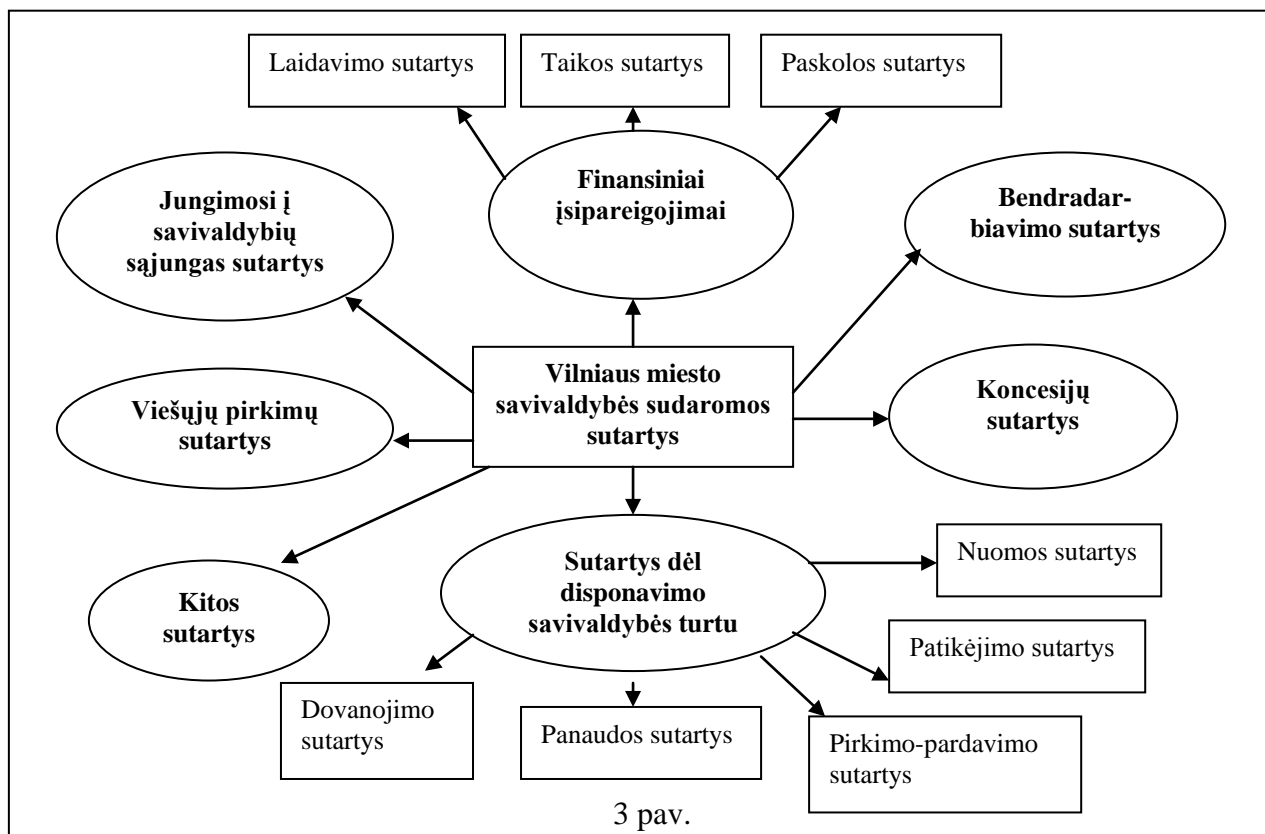 Laidavimo sutartys
Taikos sutartys
Paskolos sutartys
Finansiniai
įsipareigojimai
Jungimosi į
savivaldybių
sąjungas sutartys
Bendradar-
biavimo sutartys
Vilniaus miesto
savivaldybės sudaromos
sutartys
Viešųjų pirkimų
sutartys
Koncesijų
sutartys
Kitos
sutartys
Sutartys dėl
disponavimo
savivaldybės turtu
Nuomos sutartys
Patikėjimo sutartys
Dovanojimo
sutartys
Panaudos sutartys
Pirkimo-pardavimo
sutartys
3 pav.